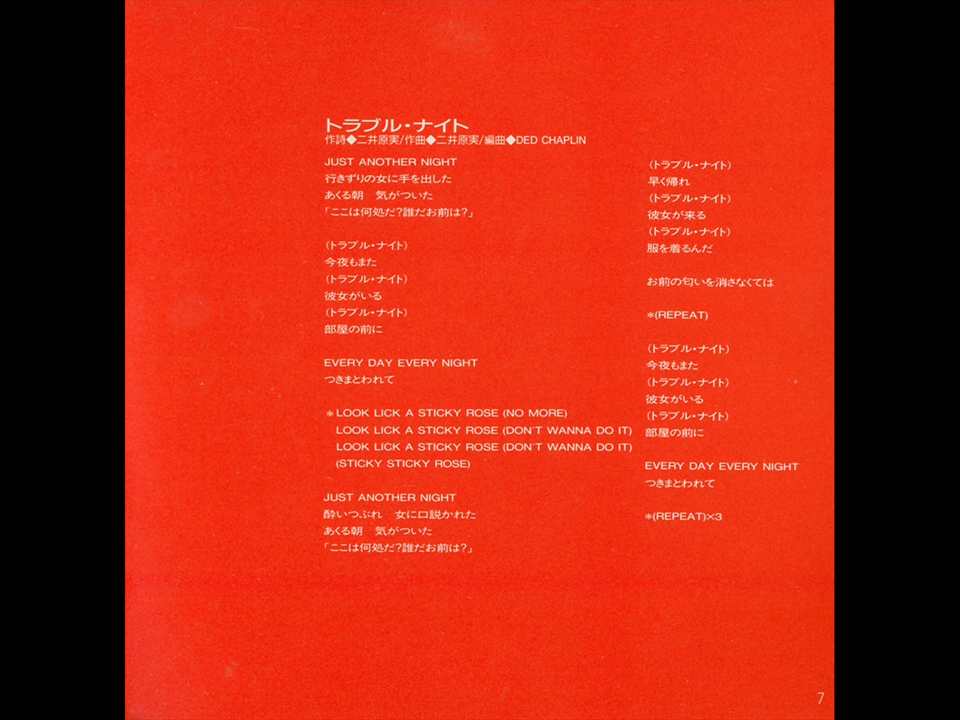 トラブル・ナイト
作詩◆二井原実/作曲◆二井原実/編曲◆DED CHAPLIN
JUST ANOTHER NIGHT
行きずりの女に手を出した
あくる朝　気がついた
「ここは何処だ?誰だお前は?」
(トラブル・ナイト)
今夜もまた
(トラブル・ナイト)
彼女がいる
(トラブル・ナイト)
部屋の前に
EVERY DAY EVERY NIGHT
つきまとわれて
*LOOK LICK A STICKY ROSE (NO MORE)
LOOK LICK A STICKY ROSE (DON'T WANNA DO IT)
LOOK LICK A STICKY ROSE (DON'T WANNA DO IT)
(STICKY STICKY ROSE)
JUST ANOTHER NIGHT
酔いつぶれ　女に口説かれた
あくる朝　気がついた
「ここは何処だ?誰だお前は?」
(トラブル・ナイト)
早く帰れ
(トラブル・ナイト)
彼女が来る
(トラブル・ナイト)
服を着るんだ
お前の匂いを消さなくては
*(REPEAT)
(トラブル・ナイト)
今夜もまた
(トラブル・ナイト)
彼女がいる
(トラブル・ナイト)
部屋の前に
EVERY DAY EVERY NIGHT
つきまとわれて
*(REPEAT)×3
7